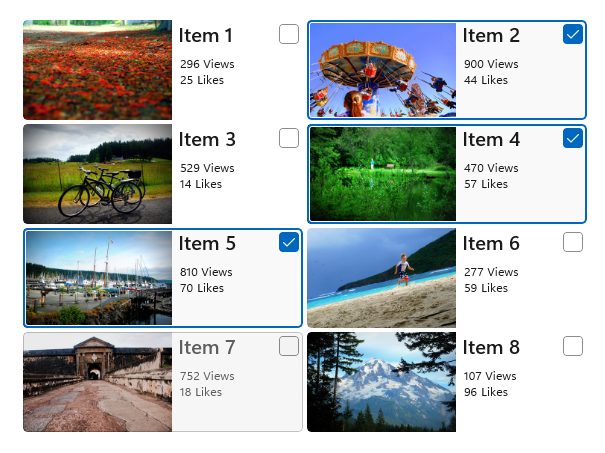 Item 1
296 Views
25 Likes
Item 2
900 Views
44 Likes
Item 3
529 Views
14 Likes
Item 4
470 Views
57 Likes
Item 5
810 Views
70 Likes
Item 6
277 Views
59 Likes
Item 7
752 Views
18 Likes
Item 8
107 Views
96 Likes